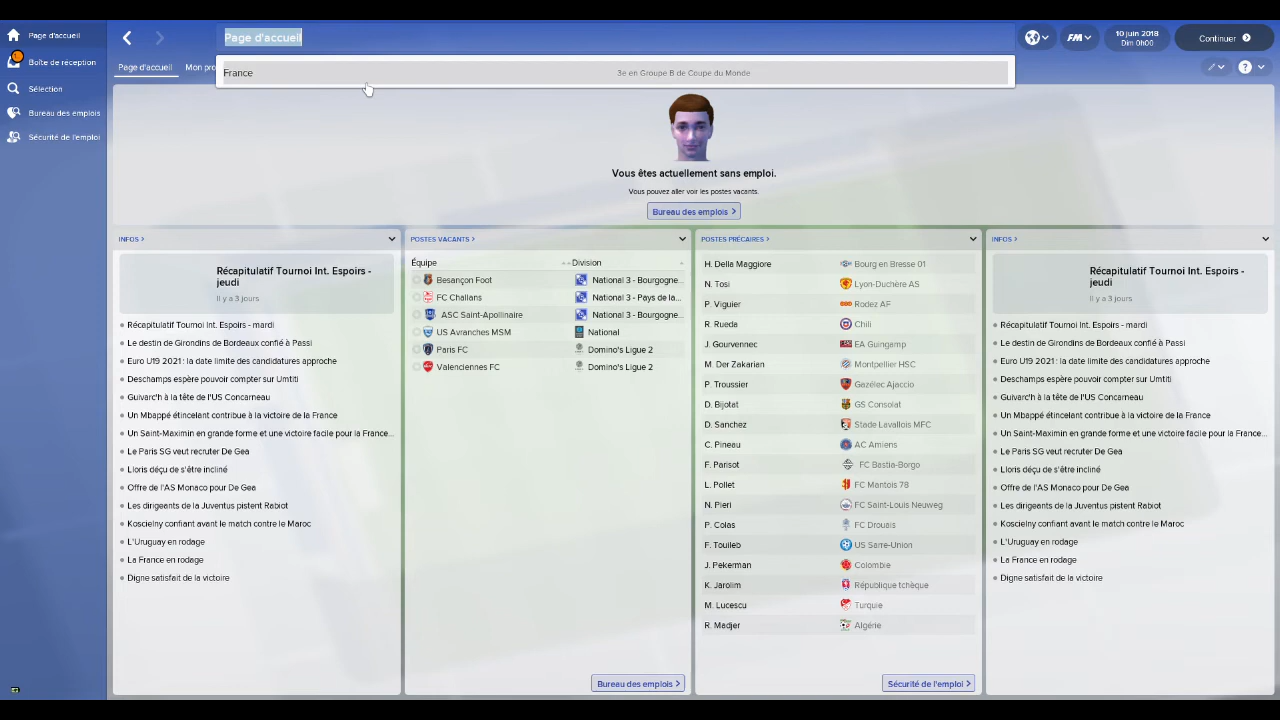 Page d'accueil
Boîte de réception
Sélection
Bureau des emplois
Sécurité de l'emploi
Page d'accueil
FM
10 juin 2018
Dim 0h00
Continuer
Page d'accueil
Mon pro
France
3e en Groupe B de Coupe du Monde
?
Vous êtes actuellement sans emploi.
Vous pouvez aller voir les postes vacants.
Bureau des emplois >
INFOS >
Récapitulatif Tournoi Int. Espoirs -
jeudi
Il y a 3 jours
Récapitulatif Tournoi Int. Espoirs - mardi
Le destin de Girondins de Bordeaux confié à Passi
Euro U19 2021 : la date limite des candidatures approche
Deschamps espère pouvoir compter sur Umtiti
Guivarc'h à la tête de l'US Concarneau
Un Mbappé étincelant contribue à la victoire de la France
Un Saint-Maximin en grande forme et une victoire facile pour la France...
Le Paris SG veut recruter De Gea
Lloris déçu de s'être incliné
Offre de l'AS Monaco pour De Gea
Les dirigeants de la Juventus pistent Rabiot
Koscielny confiant avant le match contre le Maroc
L'Uruguay en rodage
La France en rodage
Digne satisfait de la victoire
POSTES VACANTS >
Équipe Division
Besançon Foot National 3 - Bourgogne...
FC Challans National 3 - Pays de la...
ASC Saint-Apollinaire National 3 - Bourgogne...
US Avranches MSM National
Paris FC Domino's Ligue 2
Valenciennes FC Domino's Ligue 2
Bureau des emplois >
POSTES PRÉCAIRES >
H. Della Maggiore Bourg en Bresse 01
N. Tosi Lyon-Duchère AS
P. Viguier Rodez AF
R. Rueda Chili
J. Gourvennec EA Guingamp
M. Der Zakarian Montpellier HSC
P. Troussier Gazélec Ajaccio
D. Bijotat GS Consolat
D. Sanchez Stade Lavallois MFC
C. Pineau AC Amiens
F. Parisot FC Bastia-Borgo
L. Pollet FC Mantois 78
N. Pieri FC Saint-Louis Neuweg
P. Colas FC Drouais
F. Touileb US Sarre-Union
J. Pekerman Colombie
K. Jarolim République tchèque
M. Lucescu Turquie
R. Madjer Algérie
Sécurité de l'emploi >
INFOS >
Récapitulatif Tournoi Int. Espoirs -
jeudi
Il y a 3 jours
Récapitulatif Tournoi Int. Espoirs - mardi
Le destin de Girondins de Bordeaux confié à Passi
Euro U19 2021 : la date limite des candidatures approche
Deschamps espère pouvoir compter sur Umtiti
Guivarc'h à la tête de l'US Concarneau
Un Mbappé étincelant contribue à la victoire de la France
Un Saint-Maximin en grande forme et une victoire facile pour la France...
Le Paris SG veut recruter De Gea
Lloris déçu de s'être incliné
Offre de l'AS Monaco pour De Gea
Les dirigeants de la Juventus pistent Rabiot
Koscielny confiant avant le match contre le Maroc
L'Uruguay en rodage
La France en rodage
Digne satisfait de la victoire